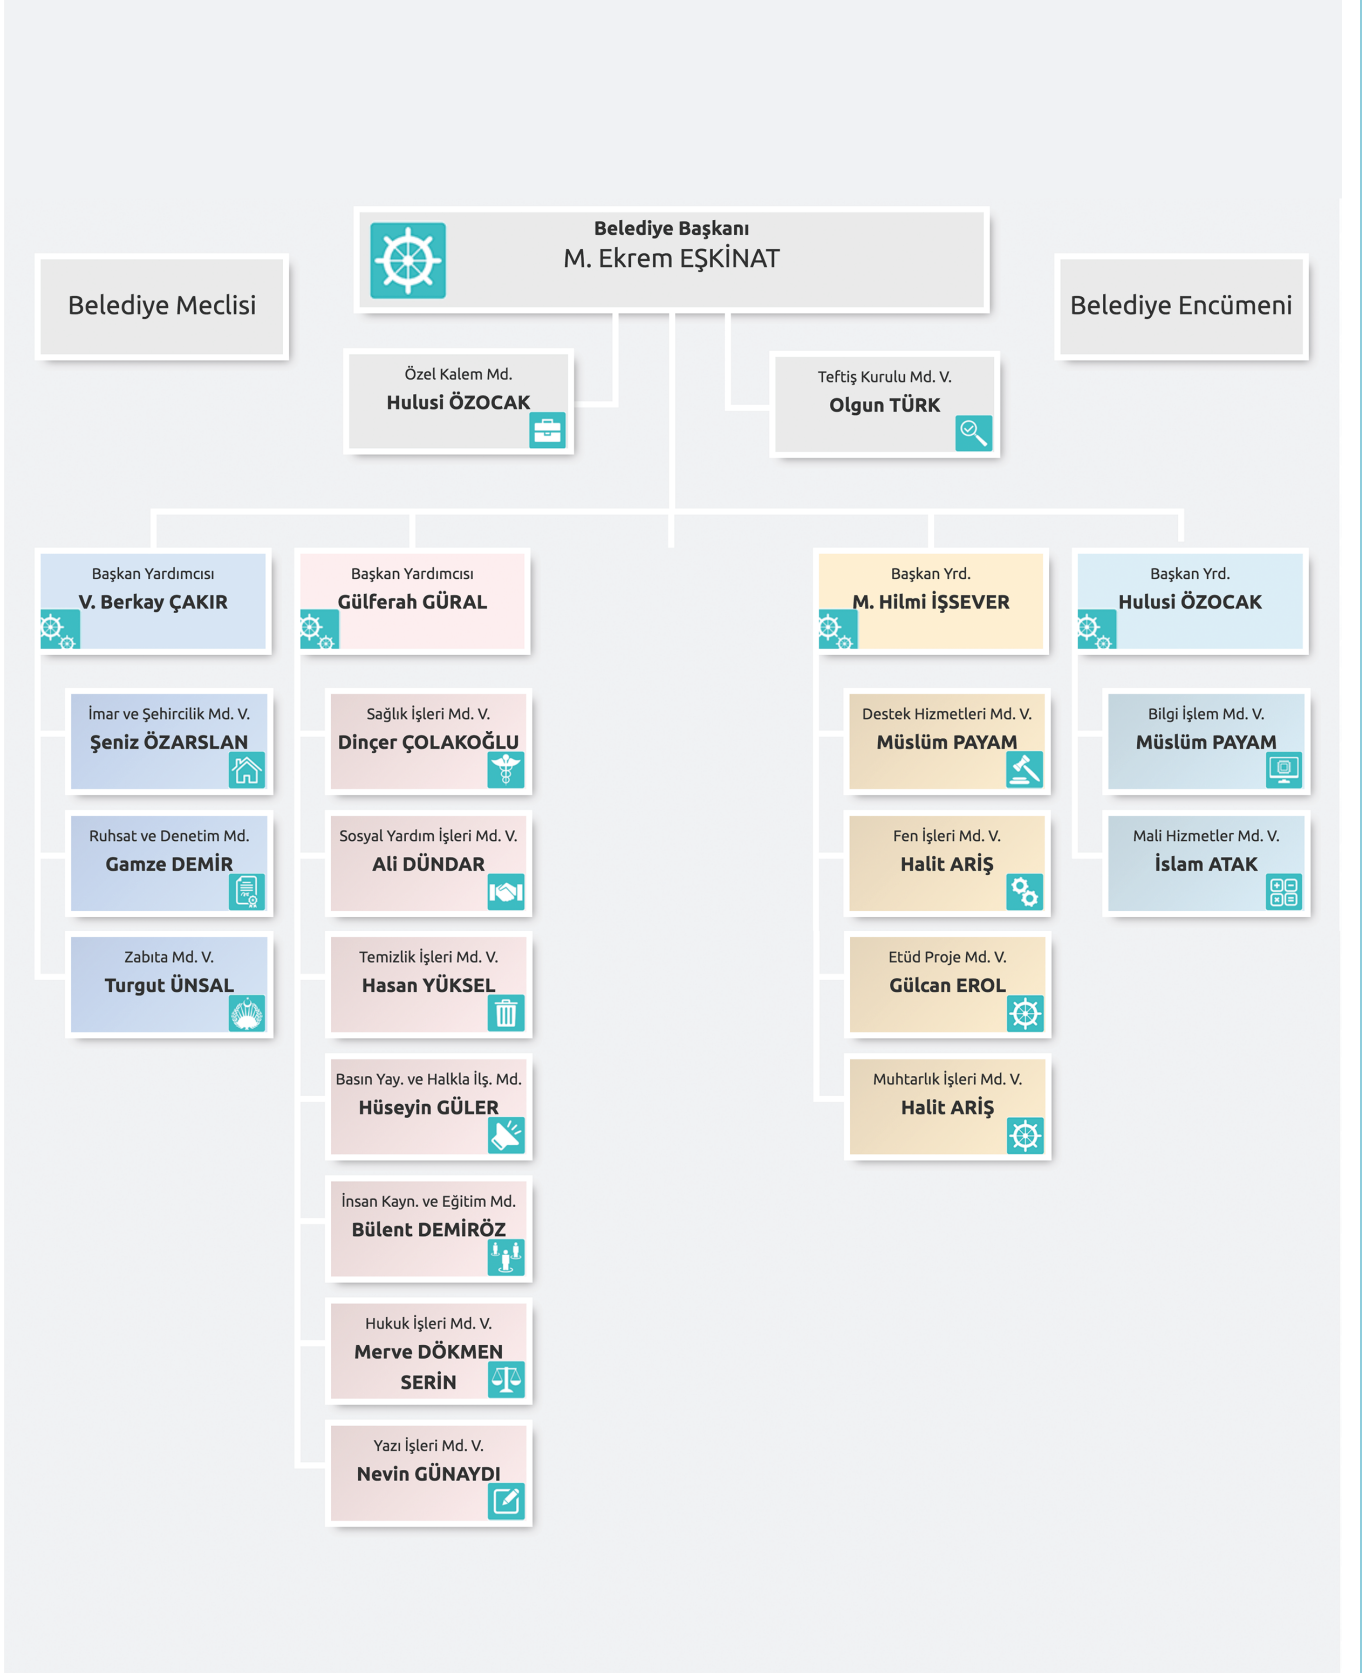 Belediye Başkanı
M. Ekrem EŞKİNAT
Belediye Meclisi
Belediye Encümeni
Özel Kalem Md.
Hulusi ÖZOCAK
Teftiş Kurulu Md. V.
Olgun TÜRK
Başkan Yardımcısı
V. Berkay ÇAKIR
İmar ve Şehircilik Md. V.
Şeniz ÖZARSLAN
Ruhsat ve Denetim Md.
Gamze DEMİR
Zabıta Md. V.
Turgut ÜNSAL
Başkan Yardımcısı
Gülferah GÜRAL
Sağlık İşleri Md. V.
Dinçer ÇOLAKOĞLU
Sosyal Yardım İşleri Md. V.
Ali DÜNDAR
Temizlik İşleri Md. V.
Hasan YÜKSEL
Basın Yay. ve Halkla İlş. Md.
Hüseyin GÜLER
İnsan Kayn. ve Eğitim Md.
Bülent DEMİRÖZ
Hukuk İşleri Md. V.
Merve DÖKMEN
SERİN
Yazı İşleri Md. V.
Nevin GÜNAYDI
Başkan Yrd.
M. Hilmi İŞSEVER
Destek Hizmetleri Md. V.
Müslüm PAYAM
Fen İşleri Md. V.
Halit ARİŞ
Etüd Proje Md. V.
Gülcan EROL
Muhtarlık İşleri Md. V.
Halit ARİŞ
Başkan Yrd.
Hulusi ÖZOCAK
Bilgi İşlem Md. V.
Müslüm PAYAM
Mali Hizmetler Md. V.
İslam ATAK